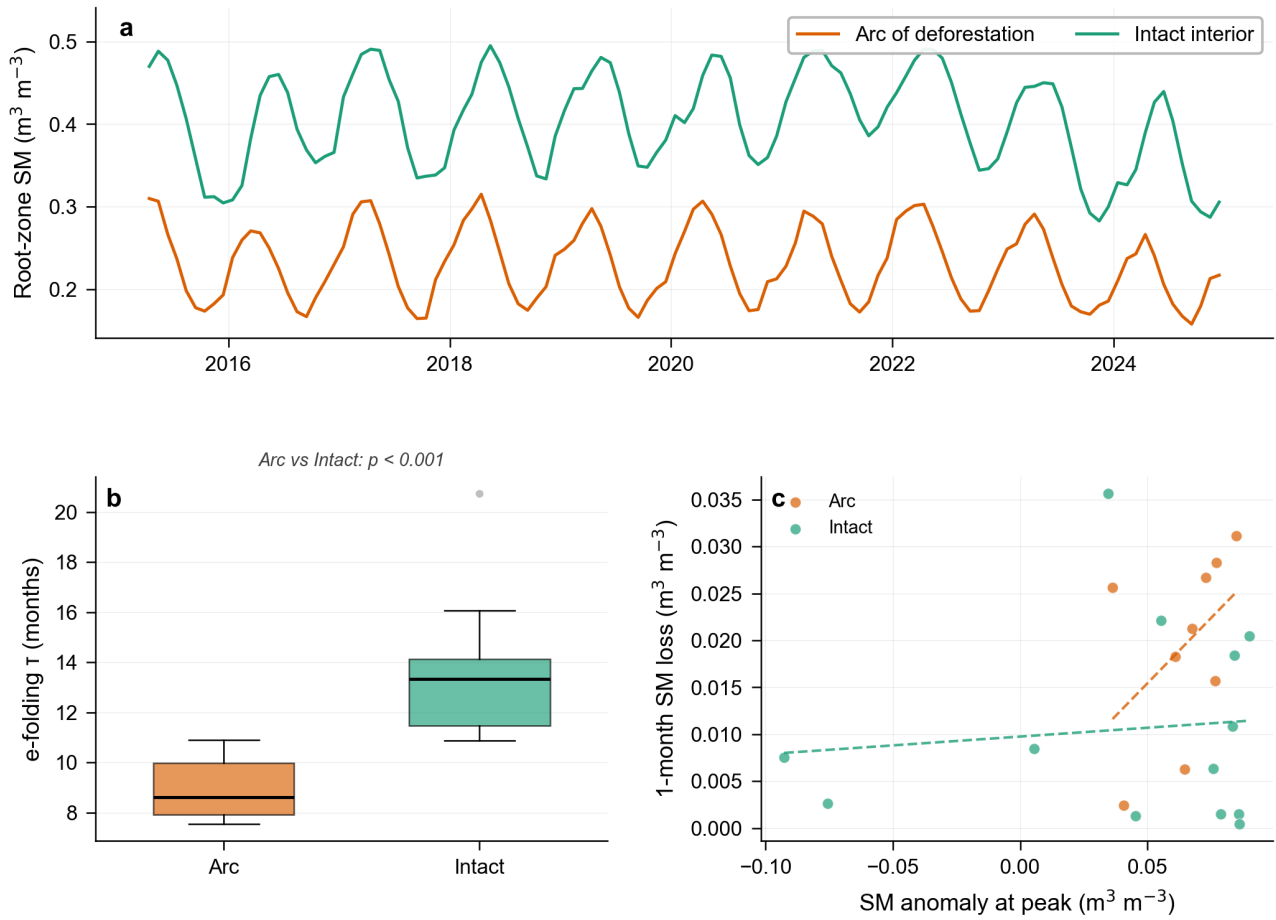 a
Arc of deforestation
Intact interior
Root-zone SM (m³ m⁻³)
0.5
0.4
0.3
0.2
2016
2018
2020
2022
2024
Arc vs Intact: p < 0.001
b
e-folding τ (months)
20
18
16
14
12
10
8
Arc
Intact
c
Arc
Intact
1-month SM loss (m³ m⁻³)
0.035
0.030
0.025
0.020
0.015
0.010
0.005
0.000
−0.10
−0.05
0.00
0.05
SM anomaly at peak (m³ m⁻³)